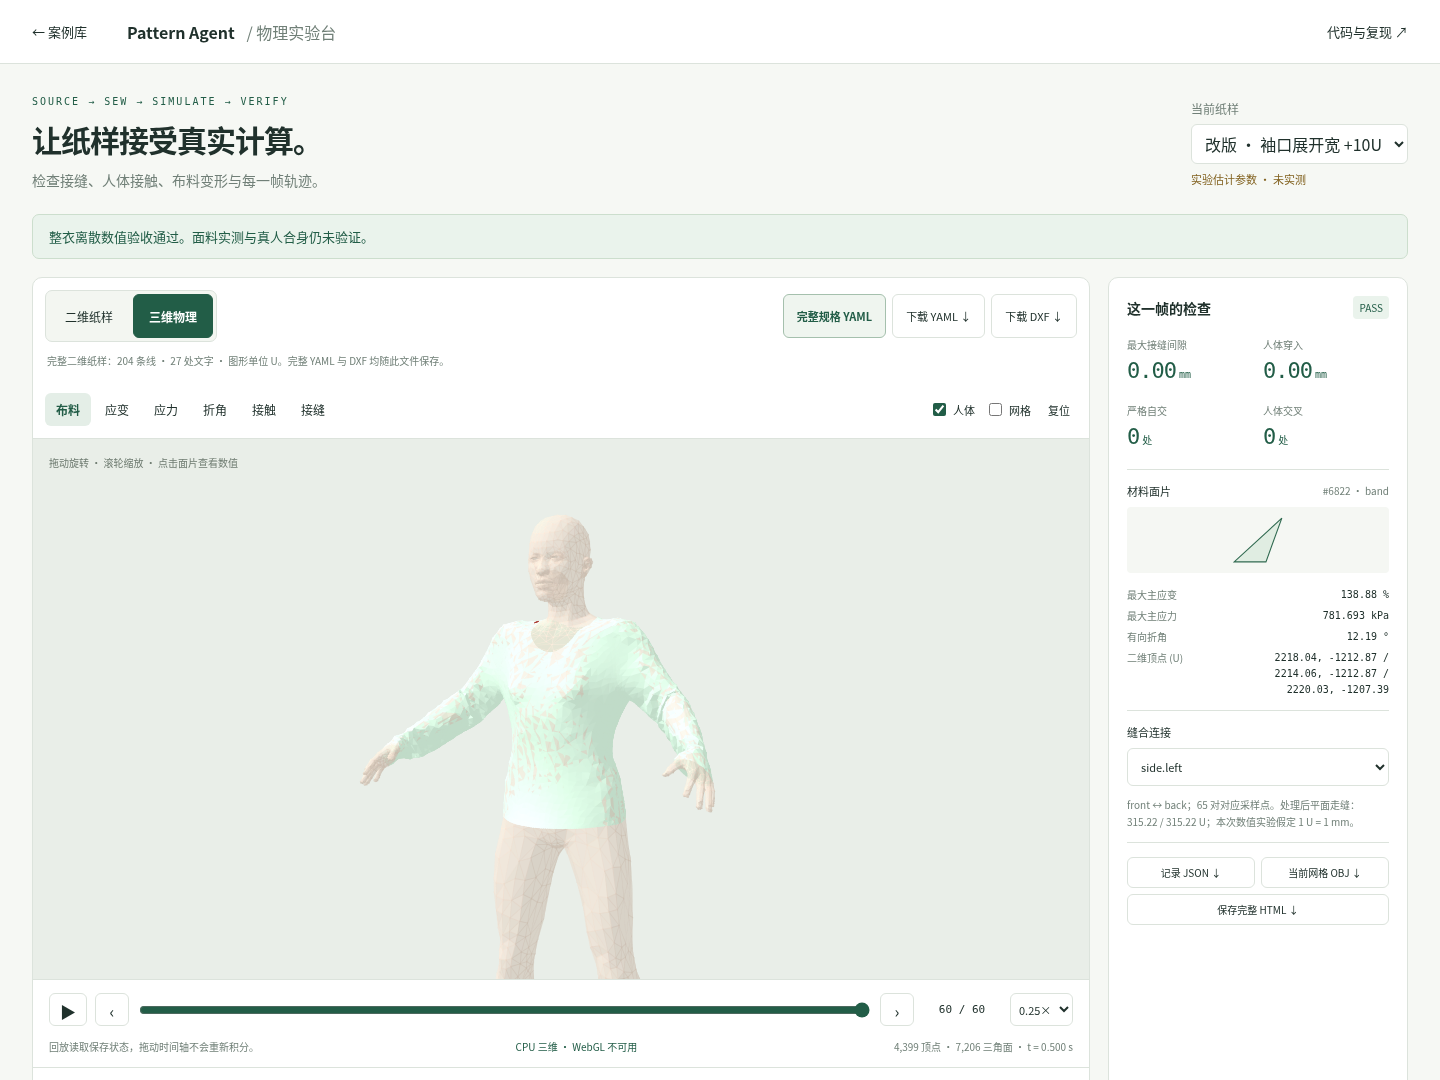 ← 案例库
Pattern Agent / 物理实验台
代码与复现 ↗
SOURCE → SEW → SIMULATE → VERIFY
让纸样接受真实计算。
检查接缝、人体接触、布料变形与每一帧轨迹。
当前纸样
改版 · 袖口展开宽 +10U
实验估计参数 · 未实测
整衣离散数值验收通过。面料实测与真人合身仍未验证。
二维纸样
三维物理
完整规格 YAML
下载 YAML ↓
下载 DXF ↓
完整二维纸样：204 条线 · 27 处文字 · 图形单位 U。完整 YAML 与 DXF 均随此文件保存。
布料
应变
应力
折角
接触
接缝
人体
网格
复位
拖动旋转 · 滚轮缩放 · 点击面片查看数值
60 / 60
0.25×
回放读取保存状态，拖动时间轴不会重新积分。
CPU 三维 · WebGL 不可用
4,399 顶点 · 7,206 三角面 · t = 0.500 s
这一帧的检查
PASS
最大接缝间隙
人体穿入
0.00 mm
0.00 mm
严格自交
人体交叉
0 处
0 处
材料面片
#6822 · band
最大主应变
138.88 %
最大主应力
781.693 kPa
有向折角
12.19 °
二维顶点 (U)
2218.04, -1212.87 /
2214.06, -1212.87 /
2220.03, -1207.39
缝合连接
side.left
front ↔ back；65 对对应采样点。处理后平面走缝：
315.22 / 315.22 U；本次数值实验假定 1 U = 1 mm。
记录 JSON ↓
当前网格 OBJ ↓
保存完整 HTML ↓